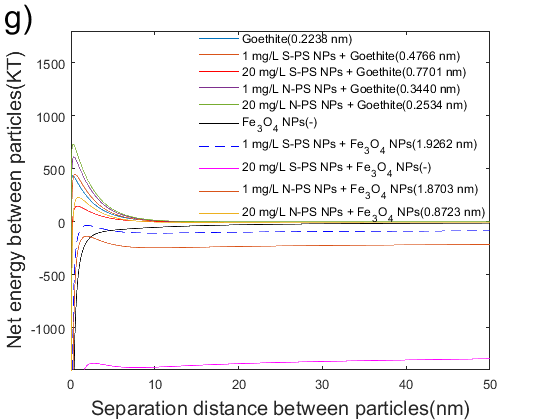 g)
Net energy between particles(KT)
1500
1000
500
0
-500
-1000
Goethite(0.2238 nm)
1 mg/L S-PS NPs + Goethite(0.4766 nm)
20 mg/L S-PS NPs + Goethite(0.7701 nm)
1 mg/L N-PS NPs + Goethite(0.3440 nm)
20 mg/L N-PS NPs + Goethite(0.2534 nm)
Fe3O4 NPs(-)
1 mg/L S-PS NPs + Fe3O4 NPs(1.9262 nm)
20 mg/L S-PS NPs + Fe3O4 NPs(-)
1 mg/L N-PS NPs + Fe3O4 NPs(1.8703 nm)
20 mg/L N-PS NPs + Fe3O4 NPs(0.8723 nm)
0 10 20 30 40 50
Separation distance between particles(nm)